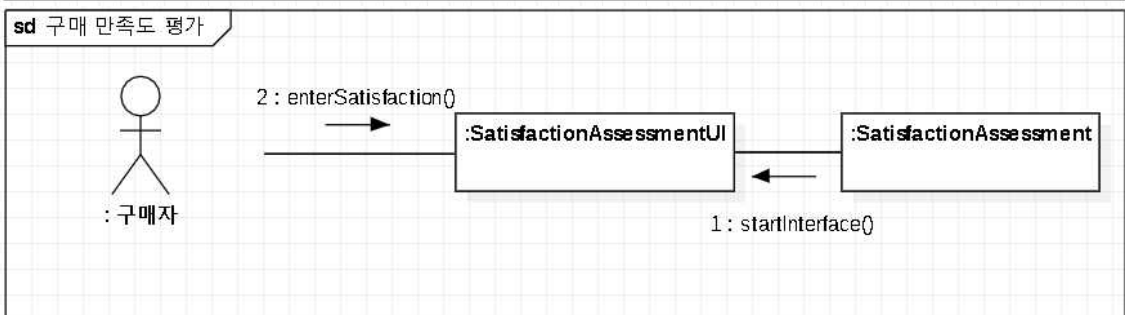 sd 구매 만족도 평가
2 : enterSatisfaction()
:SatisfactionAssessmentUI
:SatisfactionAssessment
: 구매자
1 : startInterface()